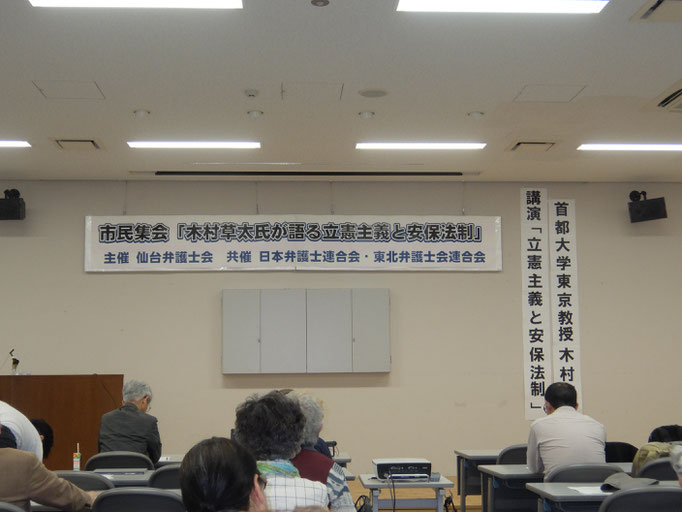 市民集会「木村草太氏が語る立憲主義と安保法制」
主催 仙台弁護士会　共催 日本弁護士連合会・東北弁護士会連合会
首都大学東京教授 木村
講演「立憲主義と安保法制」